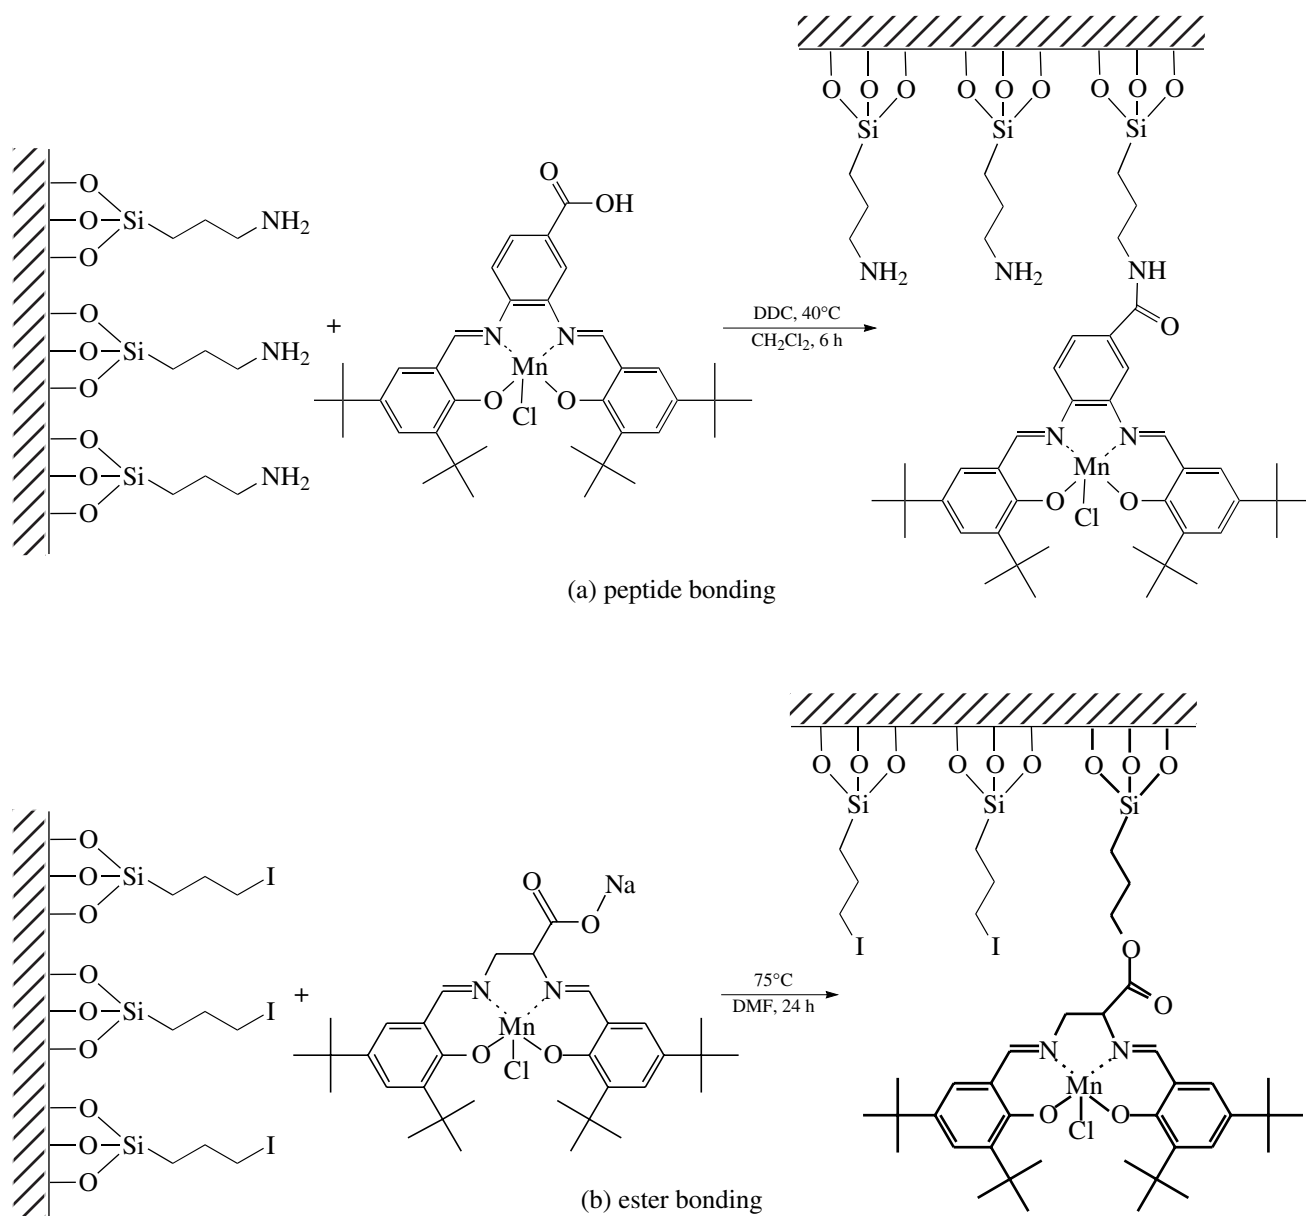 O
O Si NH2
O
O
O Si NH2
O
O
O Si NH2
O
+
O
OH
N N
Mn
O O
Cl
DDC, 40°C
CH2Cl2, 6 h
O O O O O O O O O
Si Si Si
NH2 NH2 NH
O
N N
Mn
O O
Cl
(a) peptide bonding
O
O Si I
O
O
O Si I
O
O
O Si I
O
+
O Na
O
N N
Mn
O O
Cl
75°C
DMF, 24 h
O O O O O O O O O
Si Si Si
I I O
O
N N
Mn
O O
Cl
(b) ester bonding